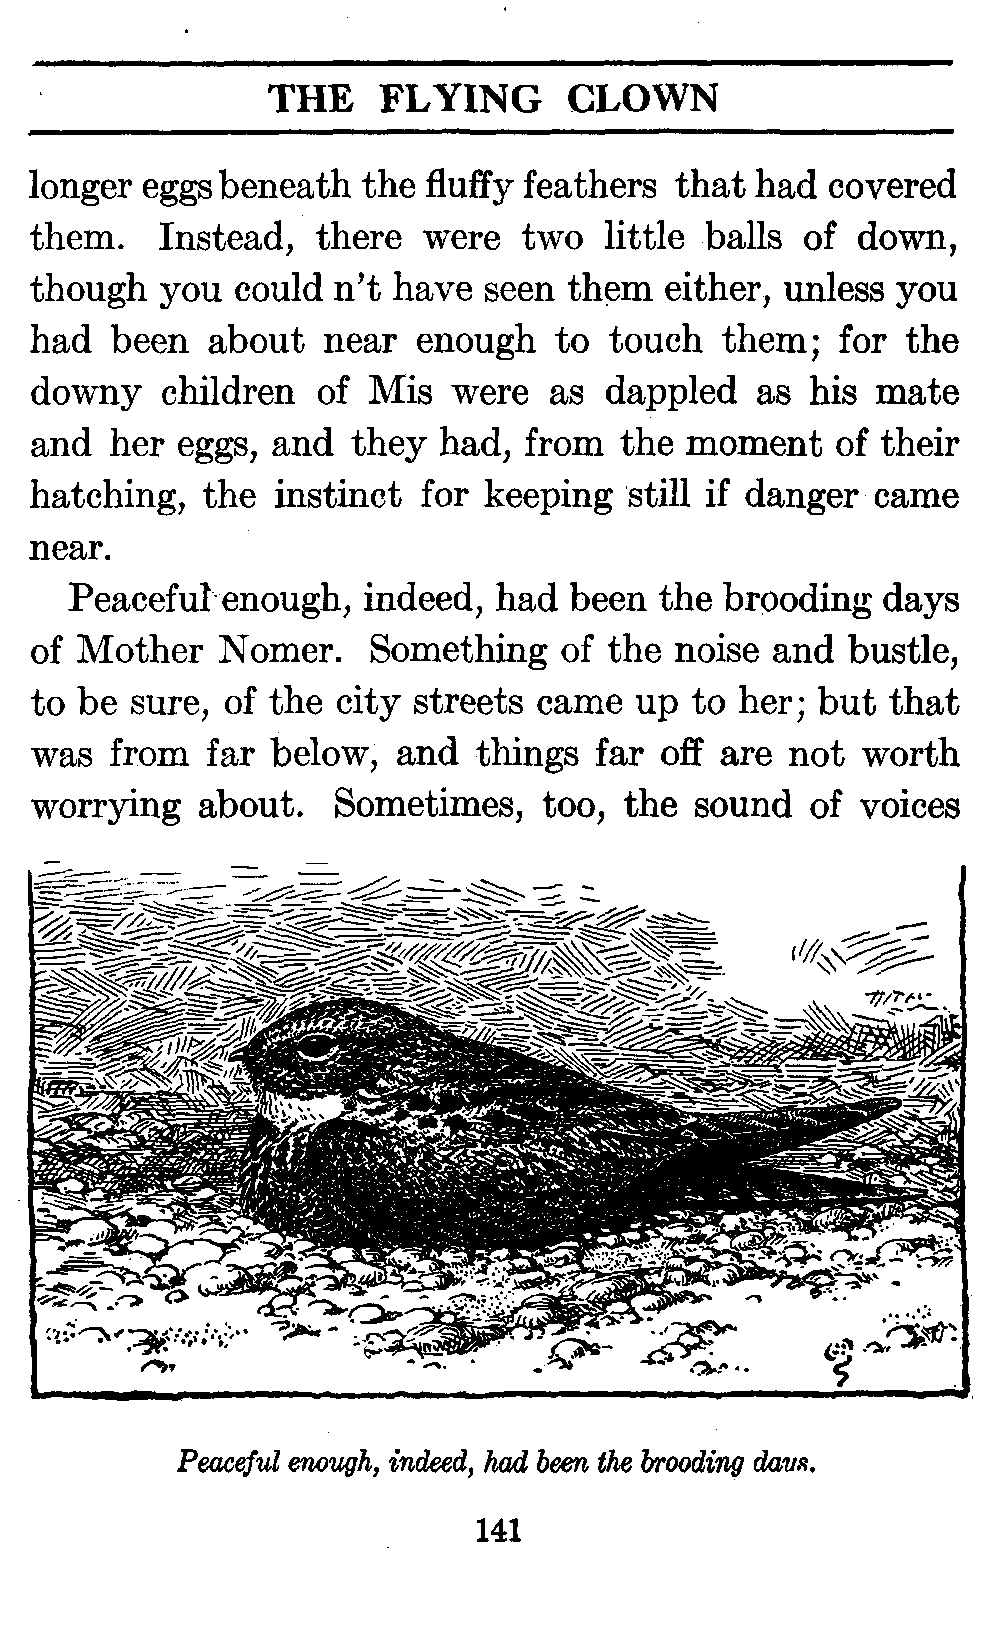 THE FLYING CLOWN
longer eggs beneath the fluffy feathers that had covered
them. Instead, there were two little balls of down,
though you could n't have seen them either, unless you
had been about near enough to touch them; for the
downy children of Mis were as dappled as his mate
and her eggs, and they had, from the moment of their
hatching, the instinct for keeping still if danger came
near.
Peaceful enough, indeed, had been the brooding days
of Mother Nomer. Something of the noise and bustle,
to be sure, of the city streets came up to her; but that
was from far below, and things far off are not worth
worrying about. Sometimes, too, the sound of voices
Peaceful enough, indeed, had been the brooding days.
141